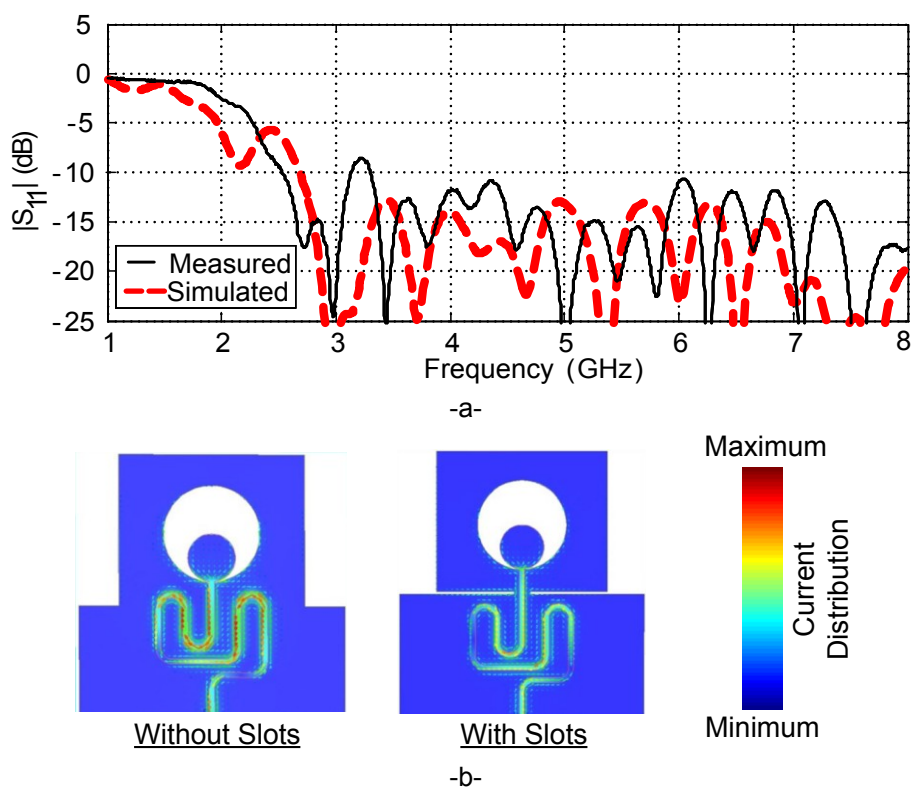 0
-5
-10
-15
-20
-25
|S11| (dB)
Measured
Simulated
1 2 3 4 5 6 7 8
Frequency (GHz)
-a-
Maximum
Current
Distribution
Minimum
Without Slots
With Slots
-b-